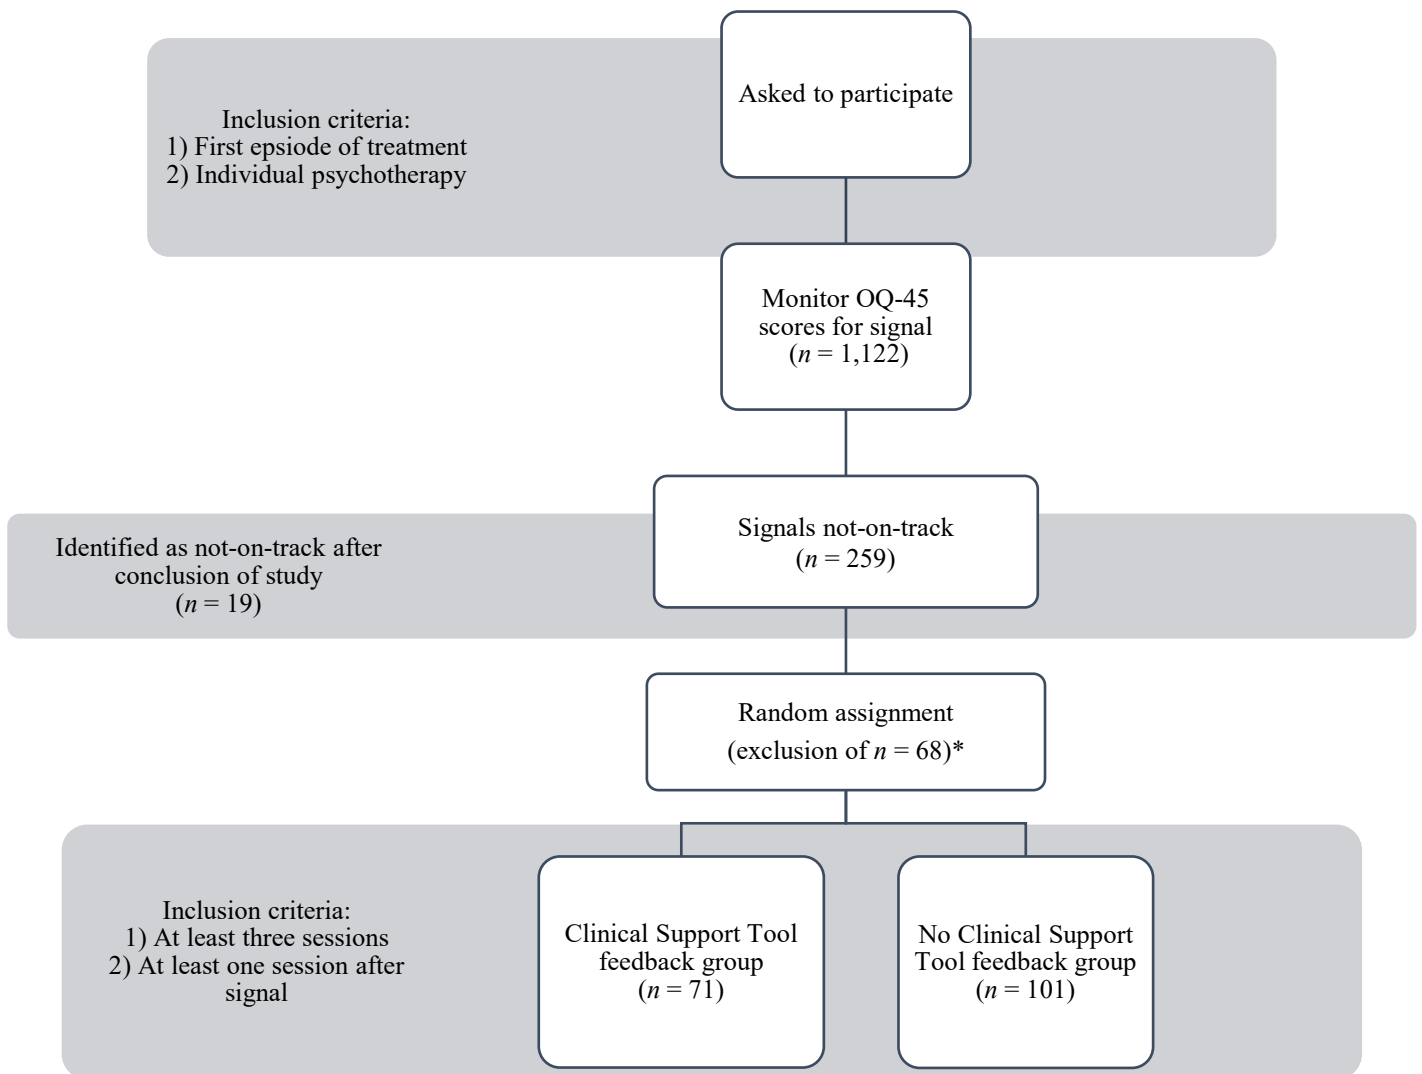 Asked to participate
Inclusion criteria:
1) First epsiode of treatment
2) Individual psychotherapy
Monitor OQ-45
scores for signal
(n = 1,122)
Signals not-on-track
(n = 259)
Identified as not-on-track after
conclusion of study
(n = 19)
Random assignment
(exclusion of n = 68)*
Inclusion criteria:
1) At least three sessions
2) At least one session after
signal
Clinical Support Tool
feedback group
(n = 71)
No Clinical Support
Tool feedback group
(n = 101)